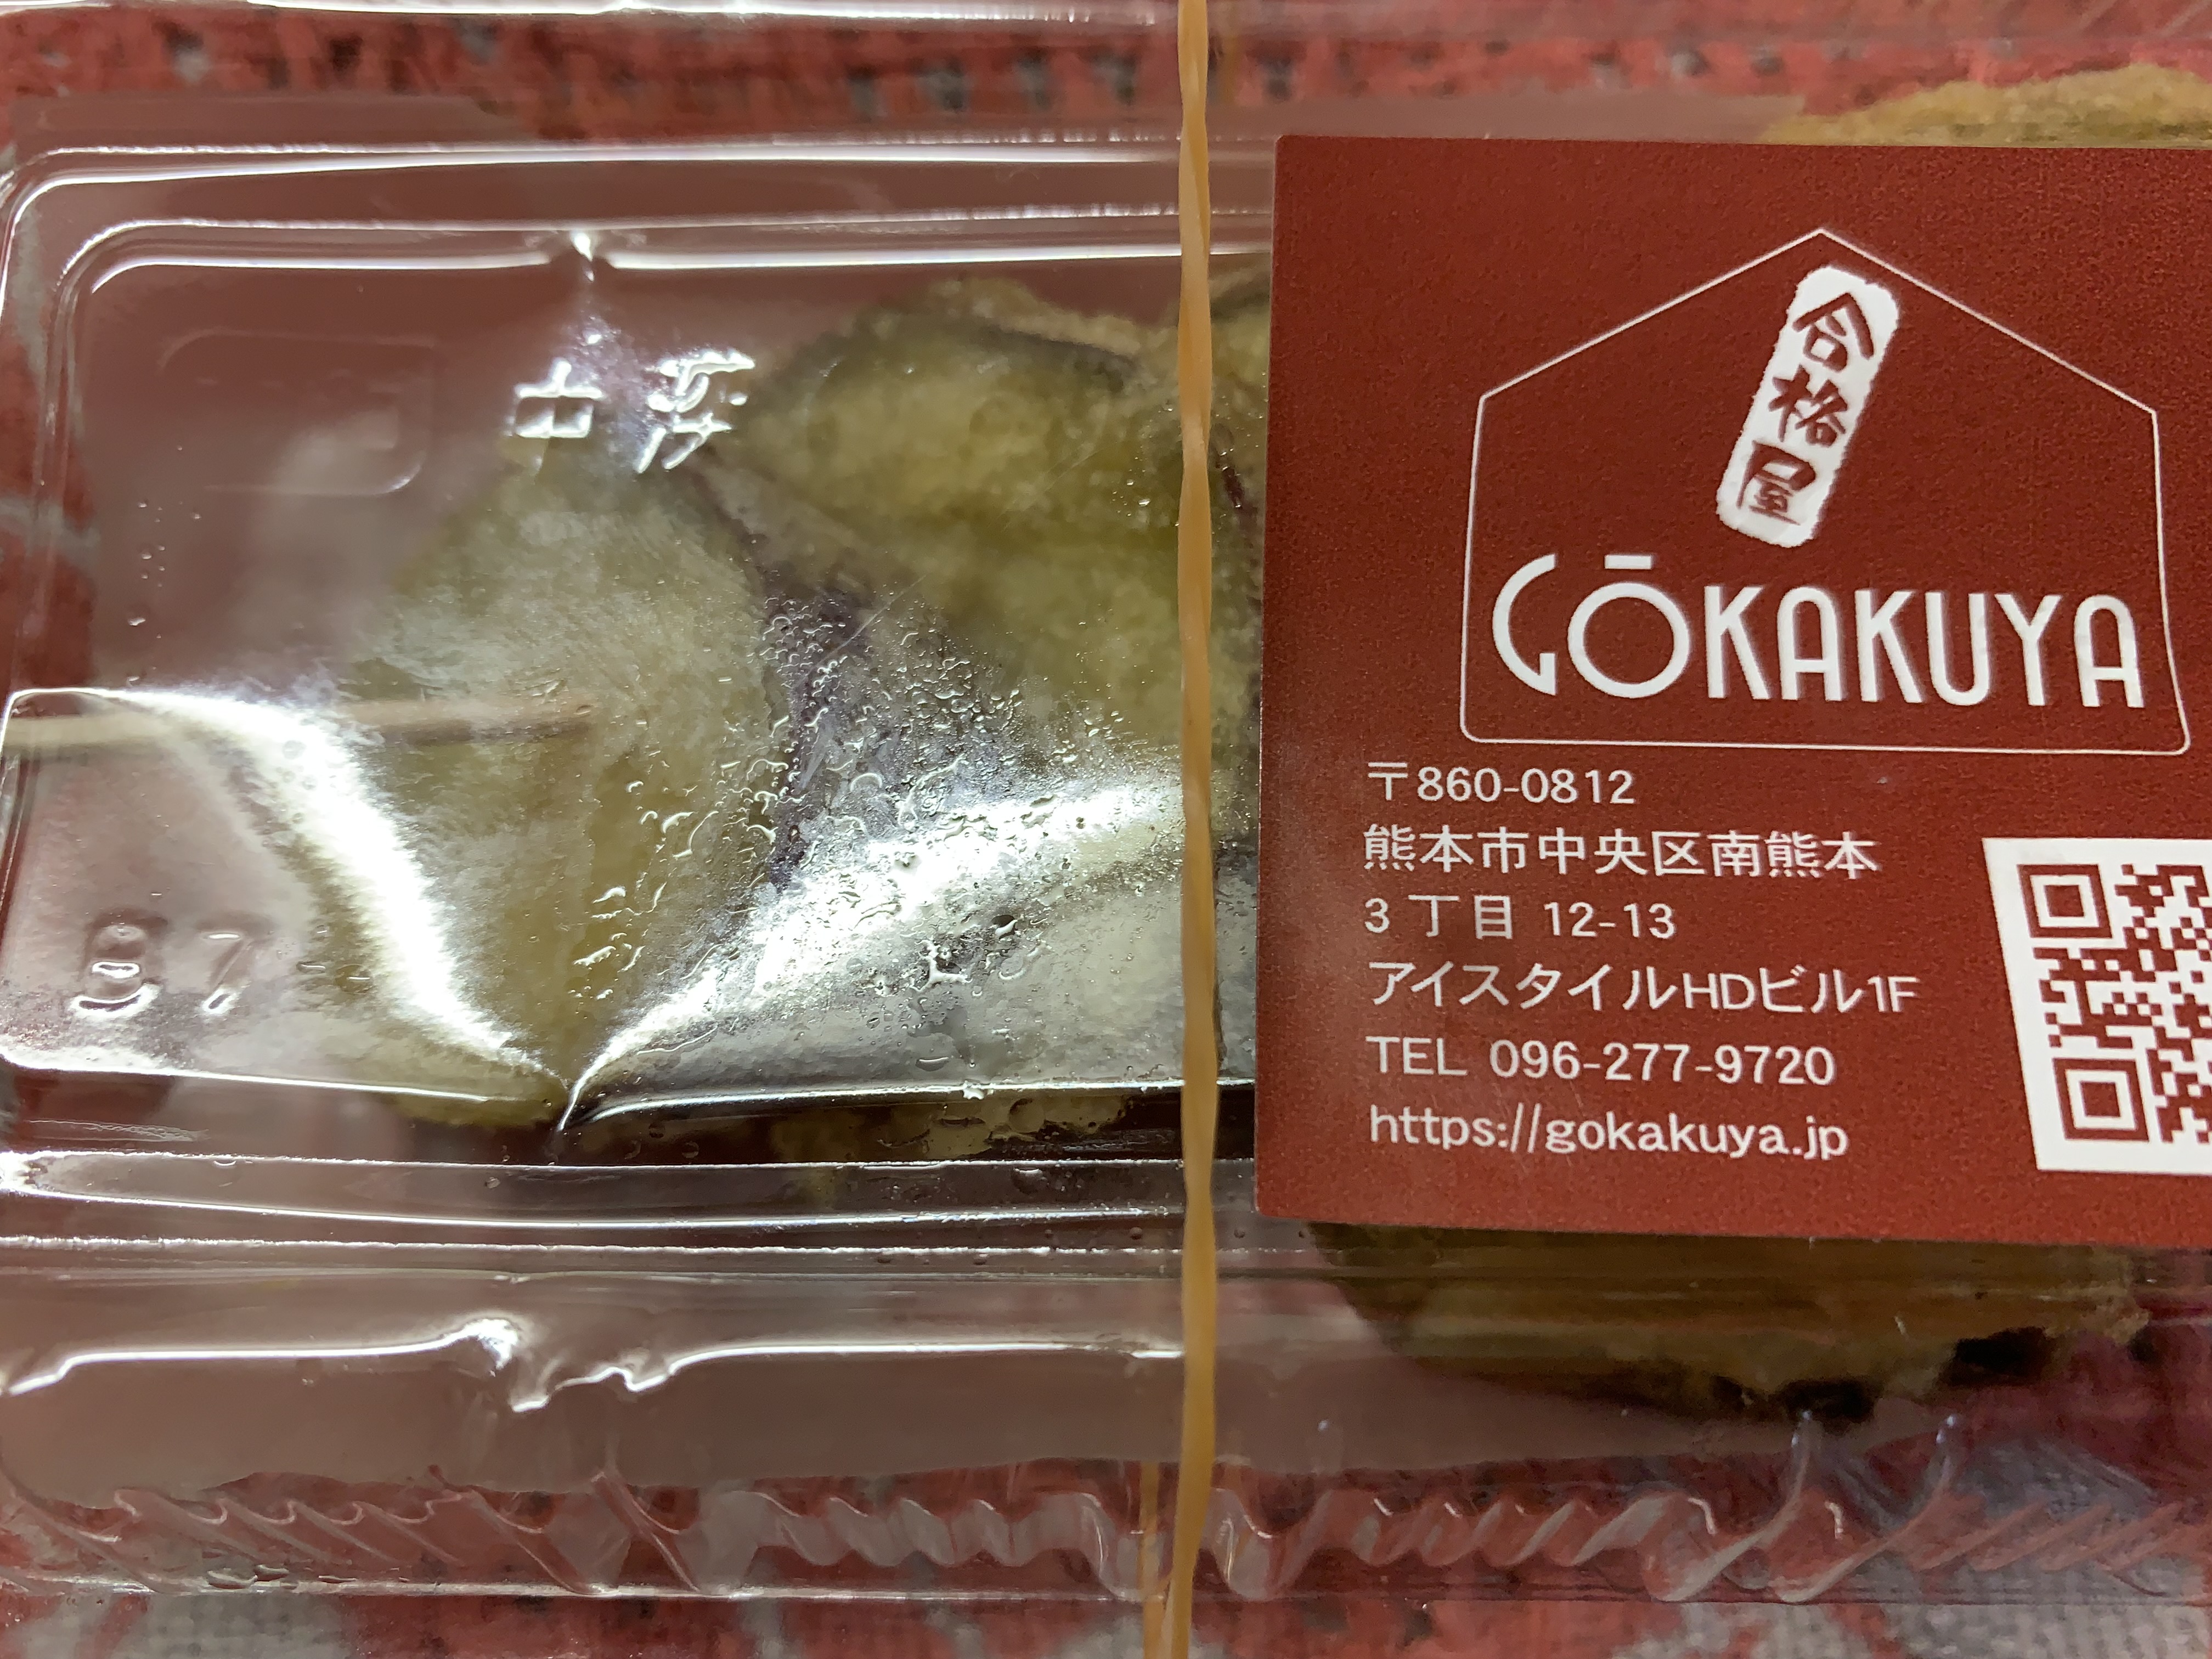 合格屋
GŌKAKUYA
〒860-0812
熊本市中央区南熊本
3丁目 12-13
アイスタイルHDビル1F
TEL 096-277-9720
https://gokakuya.jp
87